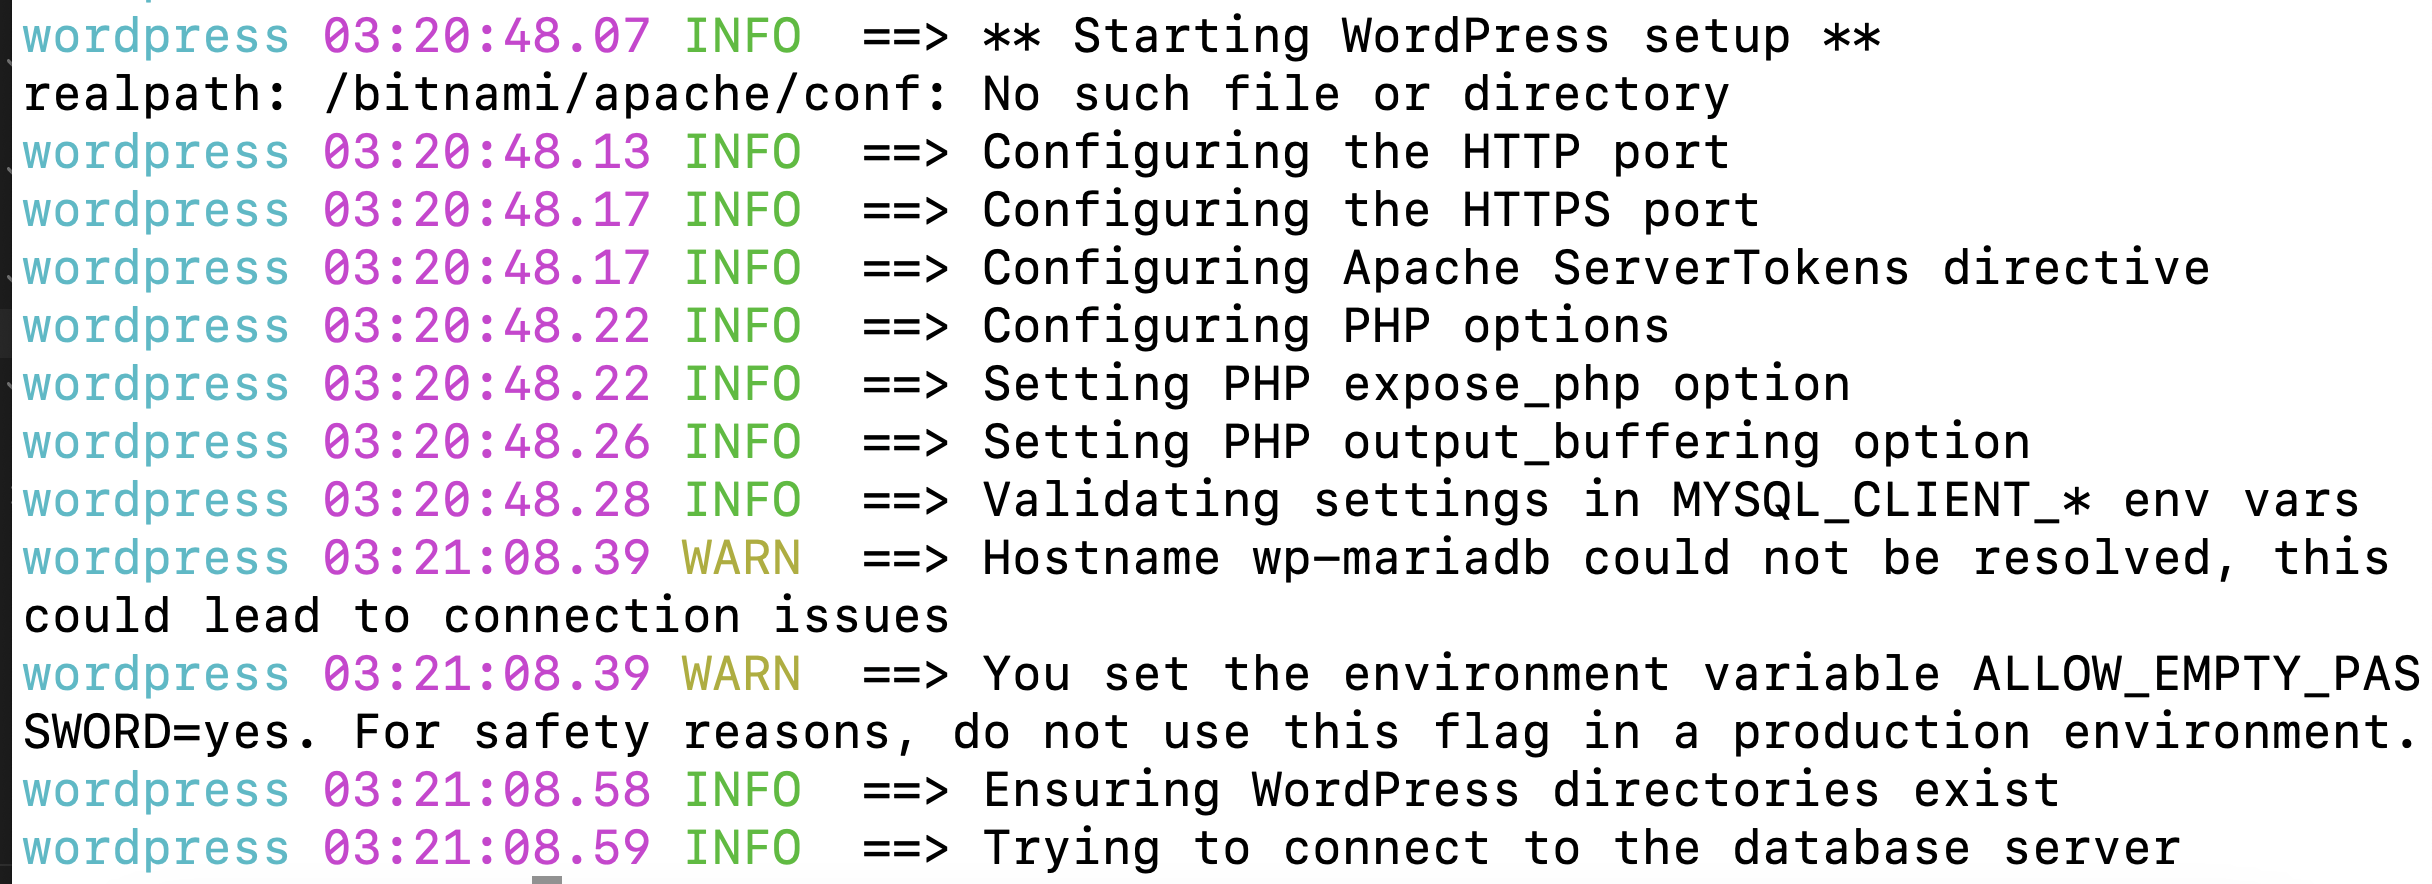 wordpress 03:20:48.07 INFO  ==> ** Starting WordPress setup **
realpath: /bitnami/apache/conf: No such file or directory
wordpress 03:20:48.13 INFO  ==> Configuring the HTTP port
wordpress 03:20:48.17 INFO  ==> Configuring the HTTPS port
wordpress 03:20:48.17 INFO  ==> Configuring Apache ServerTokens directive
wordpress 03:20:48.22 INFO  ==> Configuring PHP options
wordpress 03:20:48.22 INFO  ==> Setting PHP expose_php option
wordpress 03:20:48.26 INFO  ==> Setting PHP output_buffering option
wordpress 03:20:48.28 INFO  ==> Validating settings in MYSQL_CLIENT_* env vars
wordpress 03:21:08.39 WARN  ==> Hostname wp-mariadb could not be resolved, this
could lead to connection issues
wordpress 03:21:08.39 WARN  ==> You set the environment variable ALLOW_EMPTY_PAS
SWORD=yes. For safety reasons, do not use this flag in a production environment.
wordpress 03:21:08.58 INFO  ==> Ensuring WordPress directories exist
wordpress 03:21:08.59 INFO  ==> Trying to connect to the database server